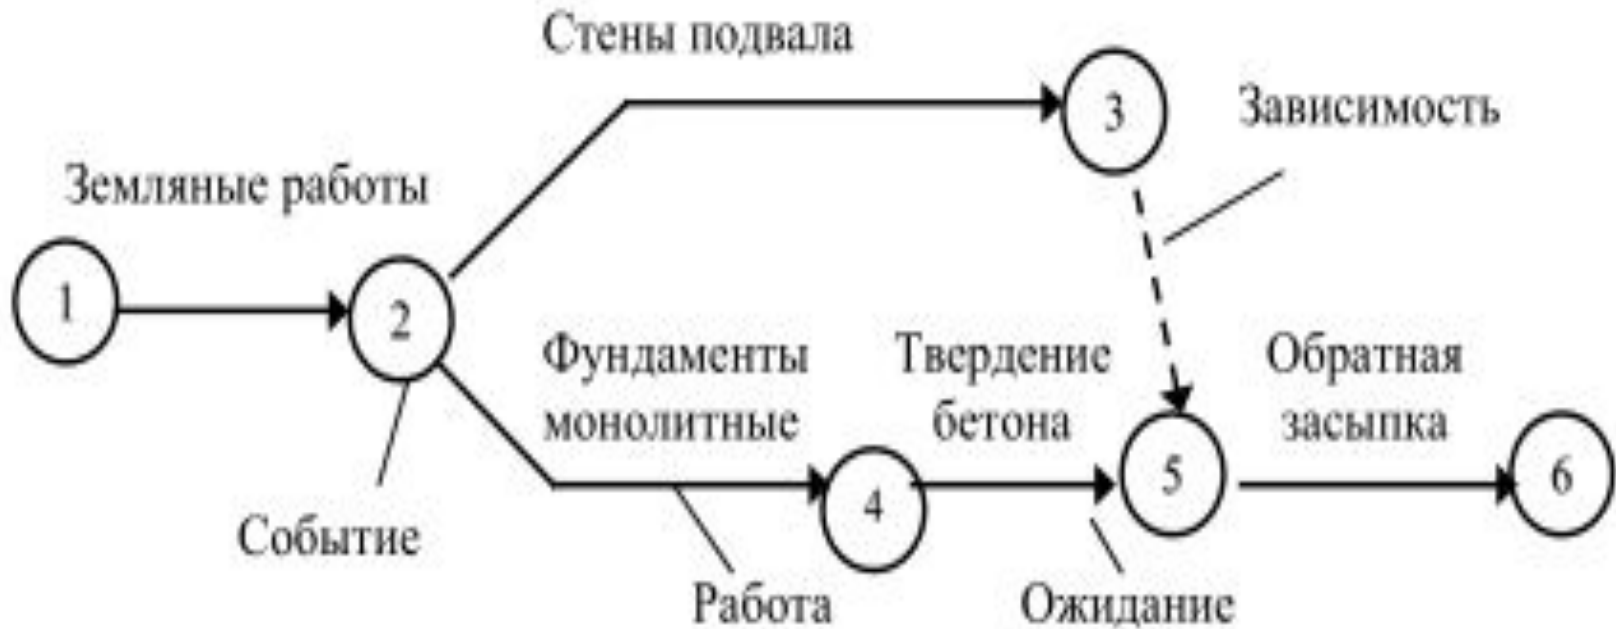 Стены подвала
3
Зависимость
Земляные работы
1
2
Фундаменты
монолитные
Твердение
бетона
Обратная
засыпка
4
5
6
Событие
Работа
Ожидание